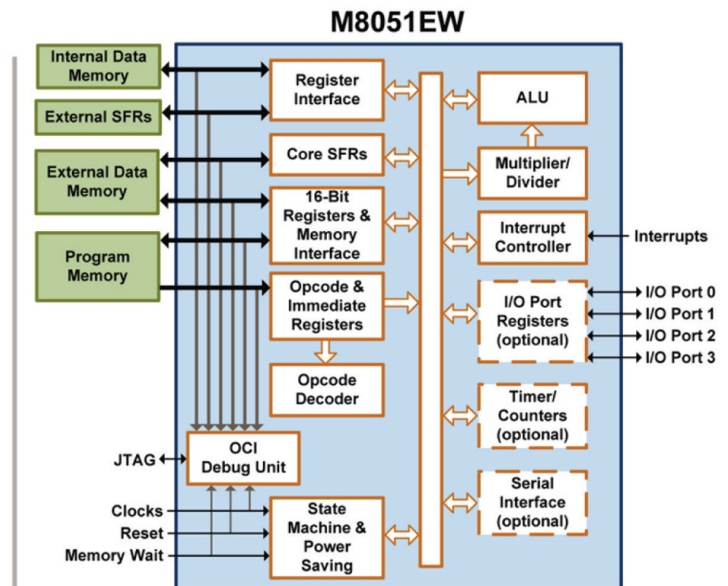 M8051EW
Internal Data
Memory
External SFRs
External Data
Memory
Program
Memory
Register
Interface
Core SFRs
16-Bit
Registers &
Memory
Interface
Opcode &
Immediate
Registers
Opcode
Decoder
OCI
Debug Unit
State
Machine &
Power
Saving
JTAG
Clocks
Reset
Memory Wait
ALU
Multiplier/
Divider
Interrupt
Controller
I/O Port
Registers
(optional)
Timer/
Counters
(optional)
Serial
Interface
(optional)
Interrupts
I/O Port 0
I/O Port 1
I/O Port 2
I/O Port 3